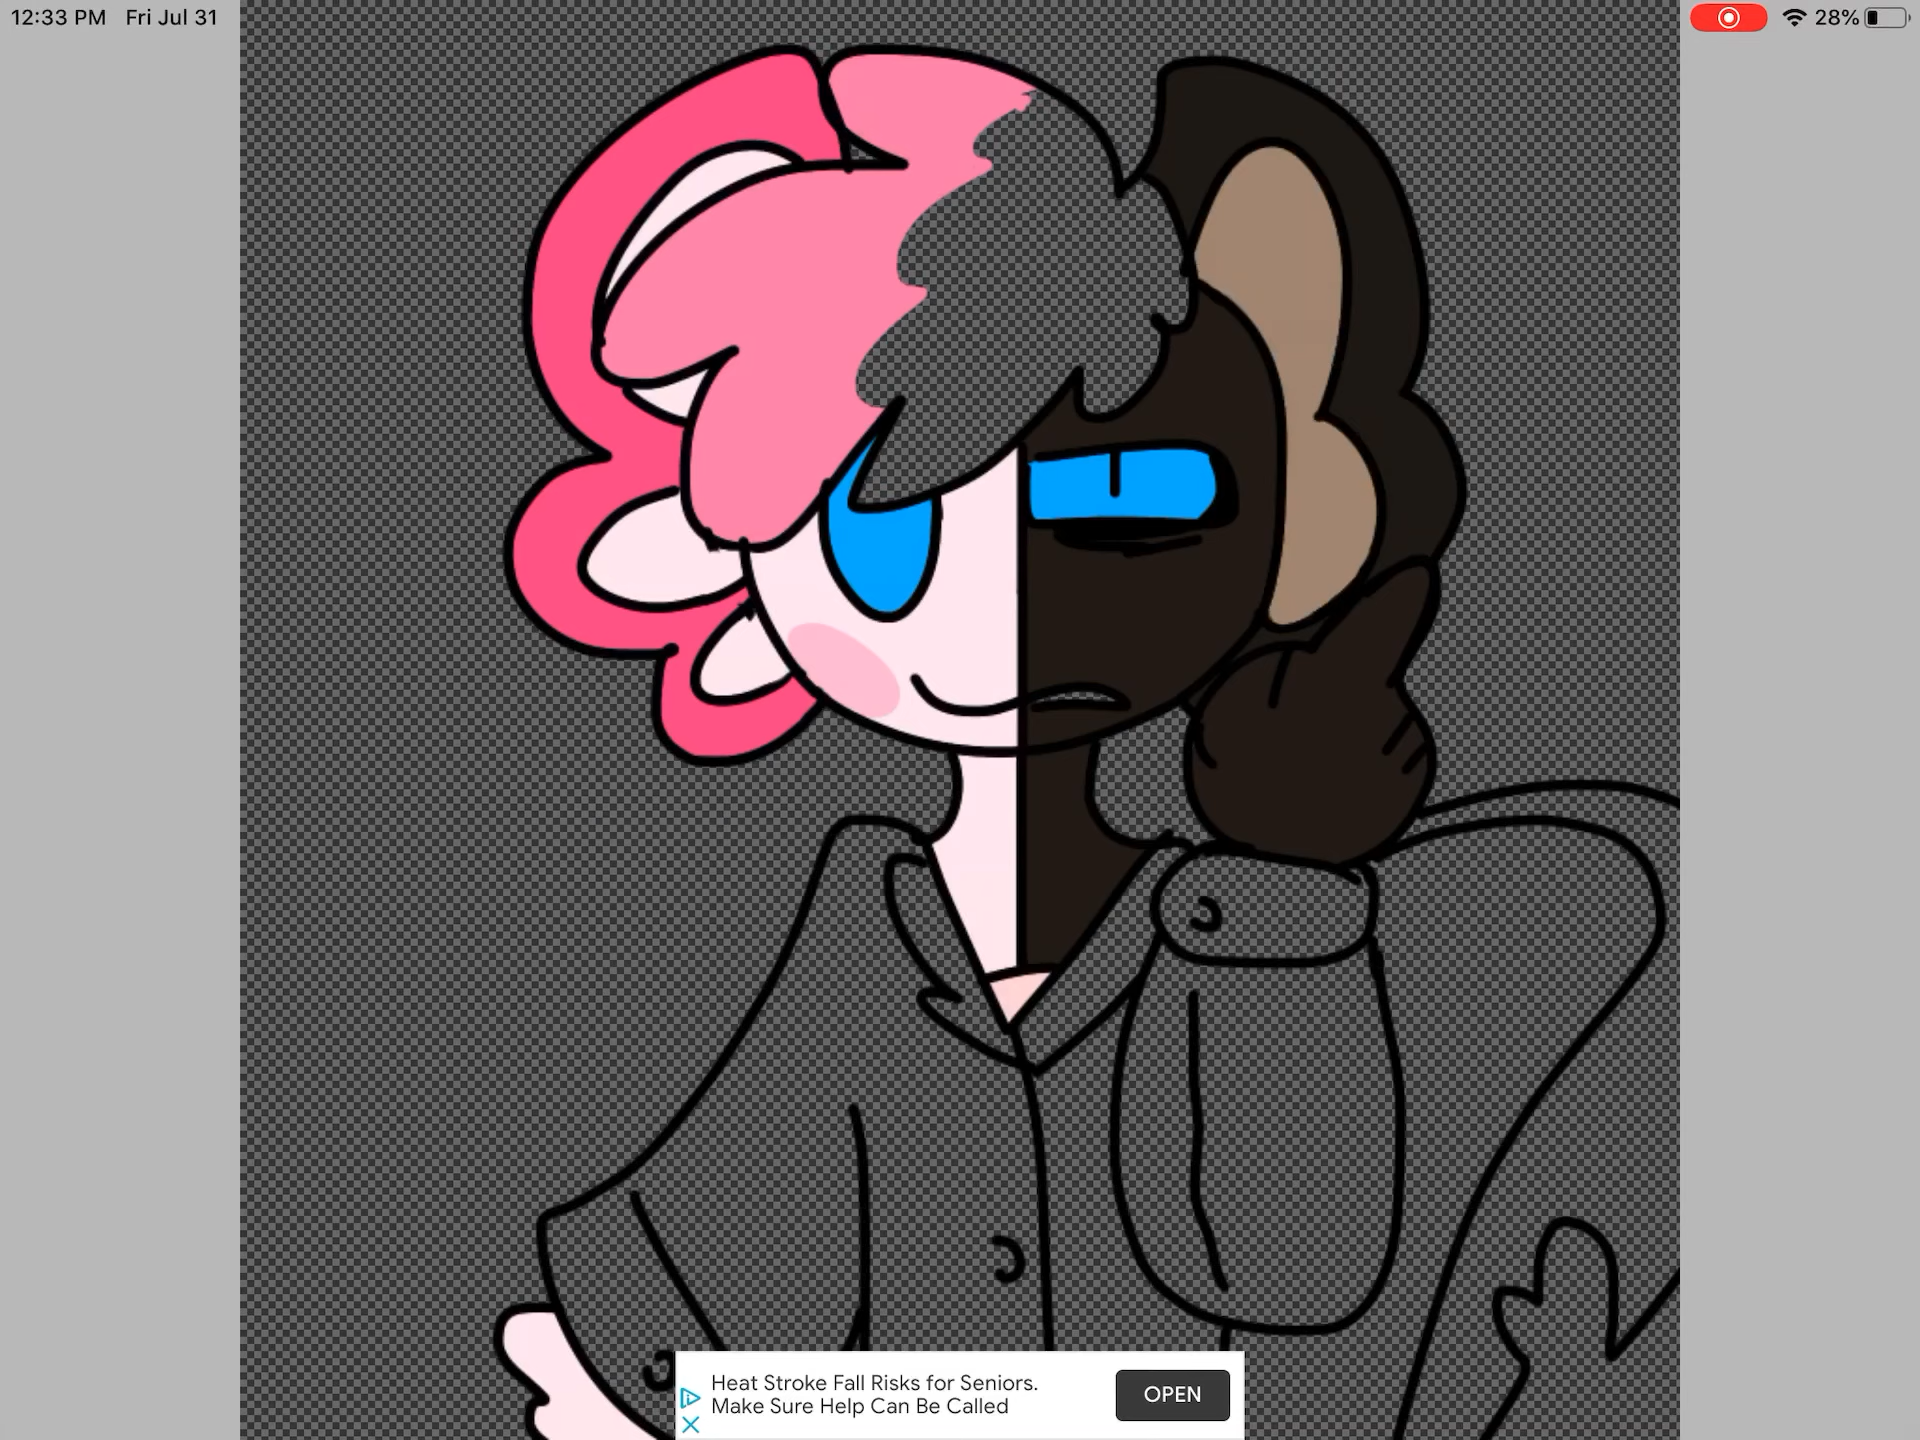 12:33 PM Fri Jul 31
28%
Heat Stroke Fall Risks for Seniors.
Make Sure Help Can Be Called
OPEN